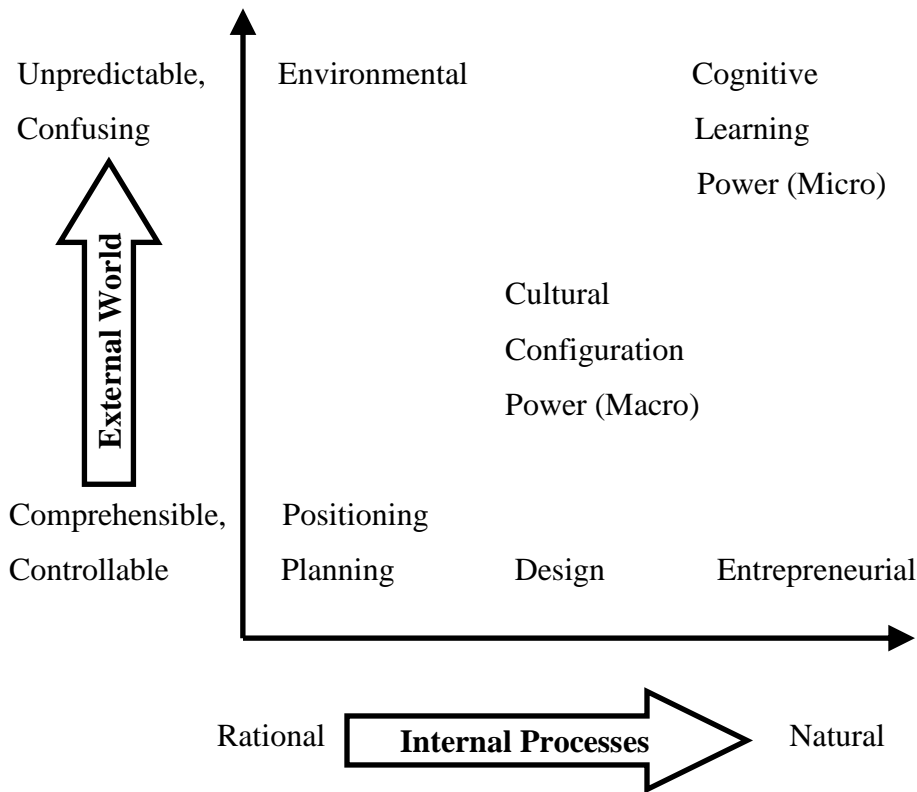 Unpredictable, Environmental Cognitive
Confusing Learning
Power (Micro)
External World
Cultural
Configuration
Power (Macro)
Comprehensible, Positioning
Controllable Planning Design Entrepreneurial
Rational Internal Processes Natural